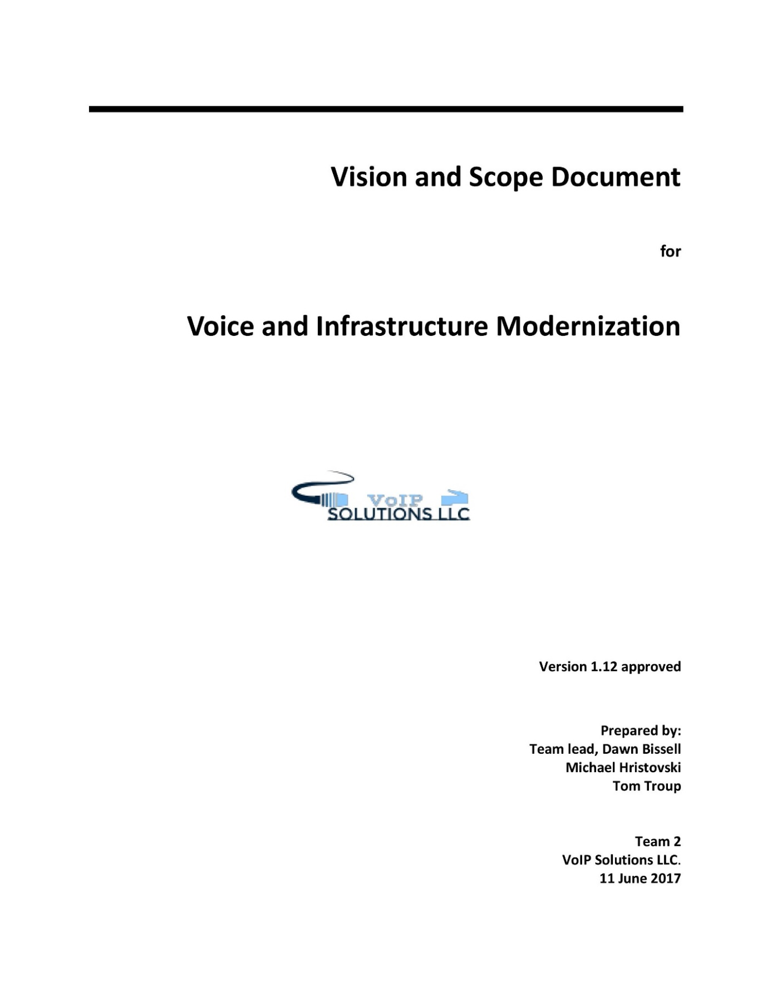 Vision and Scope Document
for
Voice and Infrastructure Modernization
VoIP
SOLUTIONS LLC
Version 1.12 approved
Prepared by:
Team lead, Dawn Bissell
Michael Hristovski
Tom Troup
Team 2
VoIP Solutions LLC.
11 June 2017